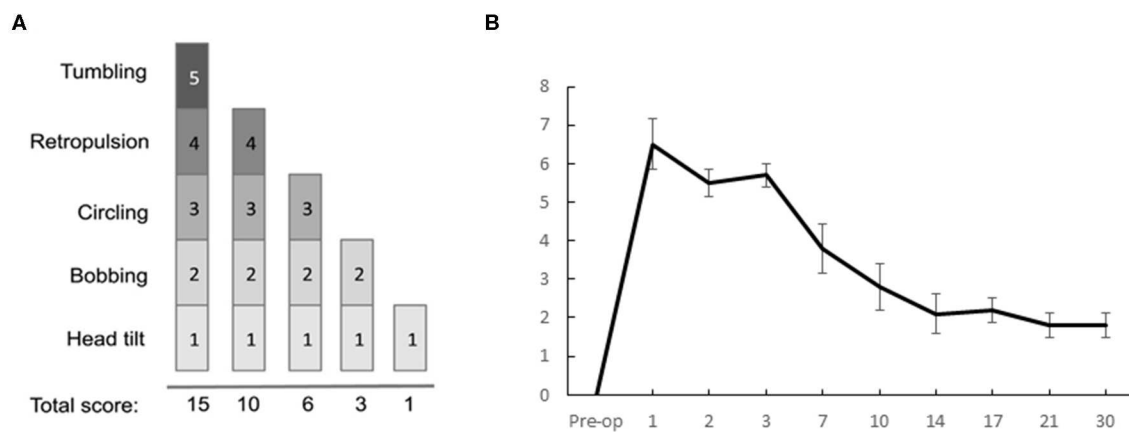 A
Tumbling 5
Retropulsion 4 4
Circling 3 3 3
Bobbing 2 2 2 2
Head tilt 1 1 1 1 1
Total score: 15 10 6 3 1
B
8
7
6
5
4
3
2
1
0
Pre-op 1 2 3 7 10 14 17 21 30